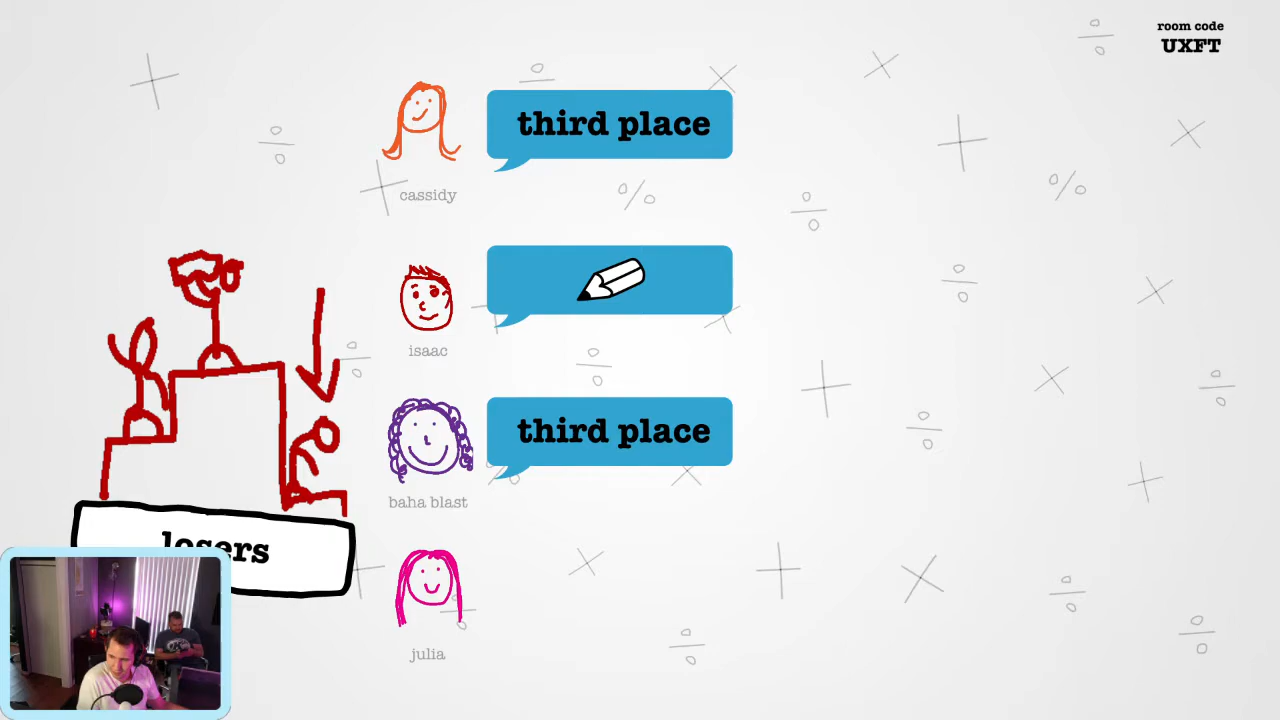 room code
UXFT
third place
cassidy
isaac
third place
baha blast
losers
julia